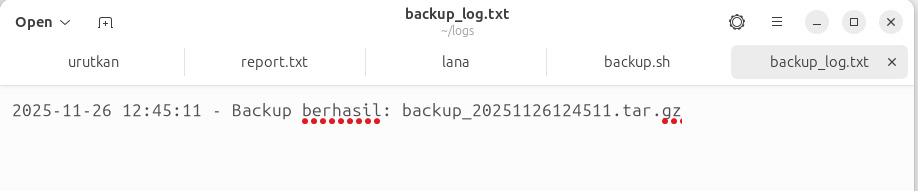 Open
backup_log.txt
~/logs
urutkan
report.txt
lana
backup.sh
backup_log.txt
2025-11-26 12:45:11 - Backup berhasil: backup_20251126124511.tar.gz